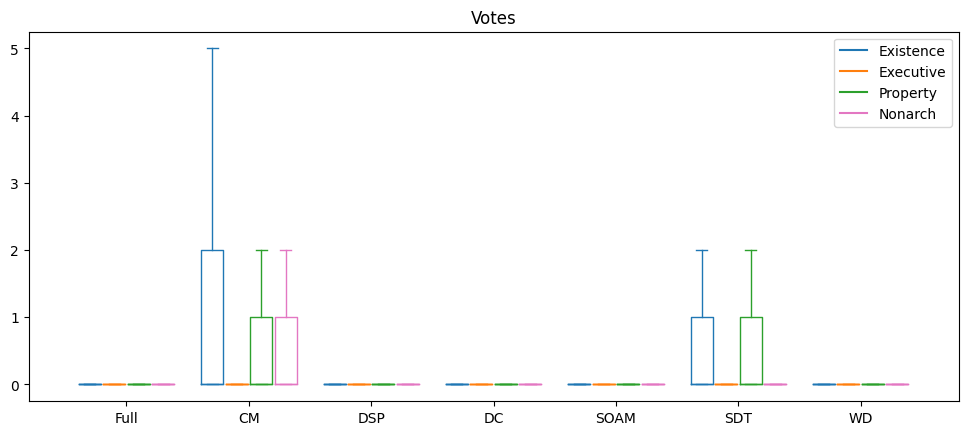 Votes
5
4
3
2
1
0
Existence
Executive
Property
Nonarch
Full CM DSP DC SOAM SDT WD